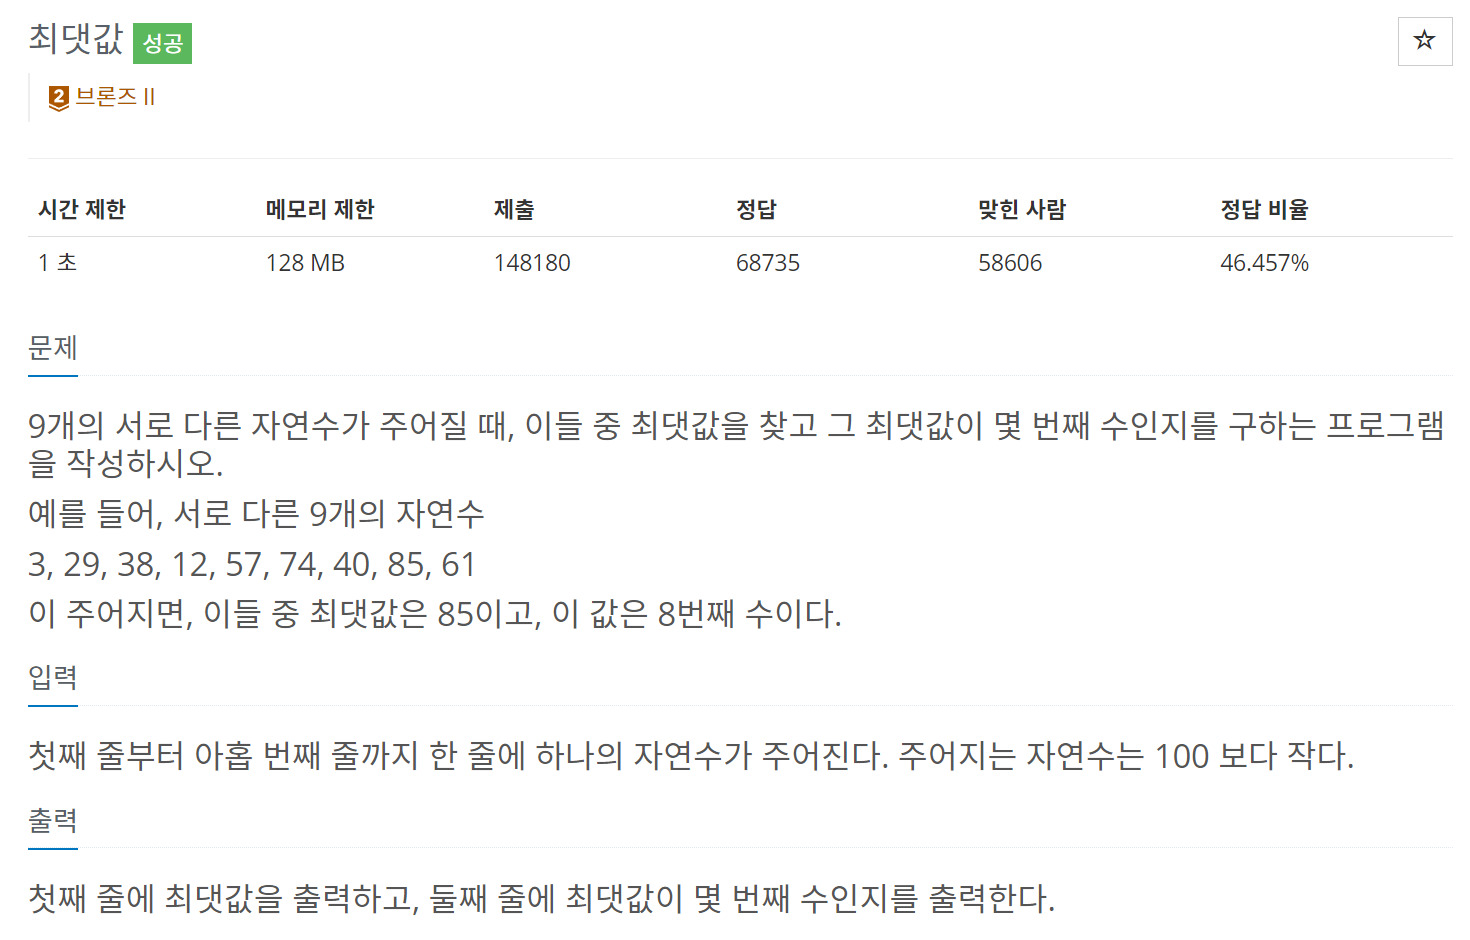 최댓값 성공
2 브론즈 II
시간 제한 메모리 제한 제출 정답 맞힌 사람 정답 비율
1 초 128 MB 148180 68735 58606 46.457%
문제
9개의 서로 다른 자연수가 주어질 때, 이들 중 최댓값을 찾고 그 최댓값이 몇 번째 수인지를 구하는 프로그램
을 작성하시오.
예를 들어, 서로 다른 9개의 자연수
3, 29, 38, 12, 57, 74, 40, 85, 61
이 주어지면, 이들 중 최댓값은 85이고, 이 값은 8번째 수이다.
입력
첫째 줄부터 아홉 번째 줄까지 한 줄에 하나의 자연수가 주어진다. 주어지는 자연수는 100 보다 작다.
출력
첫째 줄에 최댓값을 출력하고, 둘째 줄에 최댓값이 몇 번째 수인지를 출력한다.